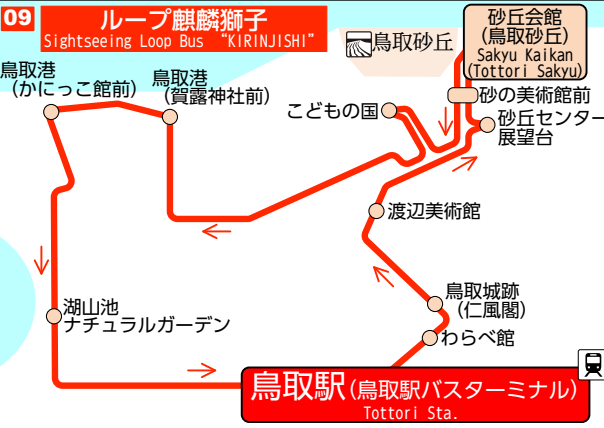 09 ループ麒麟獅子
Sightseeing Loop Bus “KIRINJISHI”
鳥取砂丘
砂丘会館
(鳥取砂丘)
Sakyu Kaikan
(Tottori Sakyu)
鳥取港
(かにっこ館前)
鳥取港
(賀露神社前)
こどもの国
砂の美術館前
砂丘センター
展望台
渡辺美術館
鳥取城跡
(仁風閣)
わらべ館
湖山池
ナチュラルガーデン
鳥取駅(鳥取駅バスターミナル)
Tottori Sta.